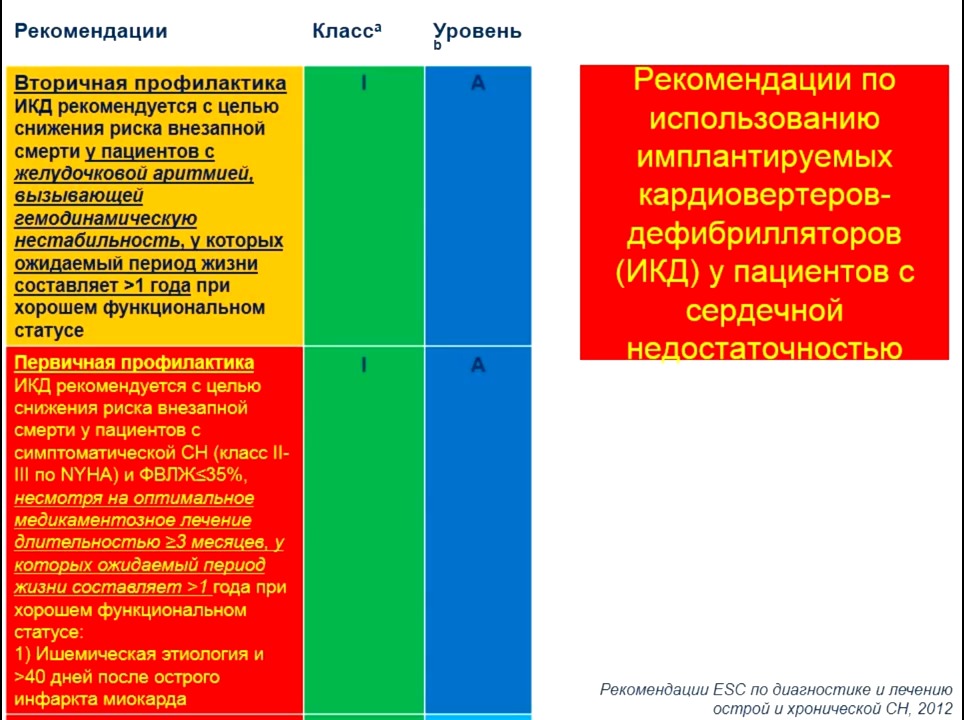 Рекомендации Классᵃ Уровень
b
Вторичная профилактика I A
ИКД рекомендуется с целью
снижения риска внезапной
смерти у пациентов с
желудочковой аритмией,
вызывающей
гемодинамическую
нестабильность, у которых
ожидаемый период жизни
составляет >1 года при
хорошем функциональном
статусе
Первичная профилактика I A
ИКД рекомендуется с целью
снижения риска внезапной
смерти у пациентов с
симптоматической СН (класс II-
III по NYHA) и ФВЛЖ≤35%,
несмотря на оптимальное
медикаментозное лечение
длительностью ≥3 месяцев, у
которых ожидаемый период
жизни составляет >1 года при
хорошем функциональном
статусе:
1) Ишемическая этиология и
>40 дней после острого
инфаркта миокарда
Рекомендации по
использованию
имплантируемых
кардиовертеров-
дефибрилляторов
(ИКД) у пациентов с
сердечной
недостаточностью
Рекомендации ESC по диагностике и лечению
острой и хронической СН, 2012